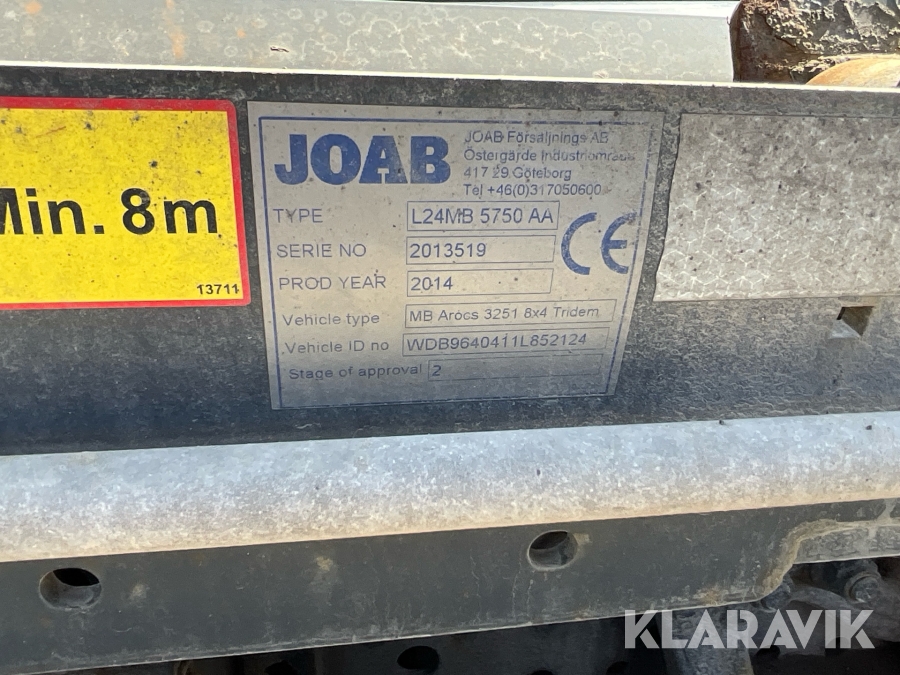 Min. 8m
13711
JOAB
JOAB Försäljnings AB
Östergärde Industriområde
417 29 Göteborg
Tel +46(0)317050600
TYPE L24MB 5750 AA
SERIE NO 2013519
PROD YEAR 2014
CE
Vehicle type MB Arocs 3251 8x4 Tridem
Vehicle ID no WDB9640411L852124
Stage of approval 2
KLARAVIK